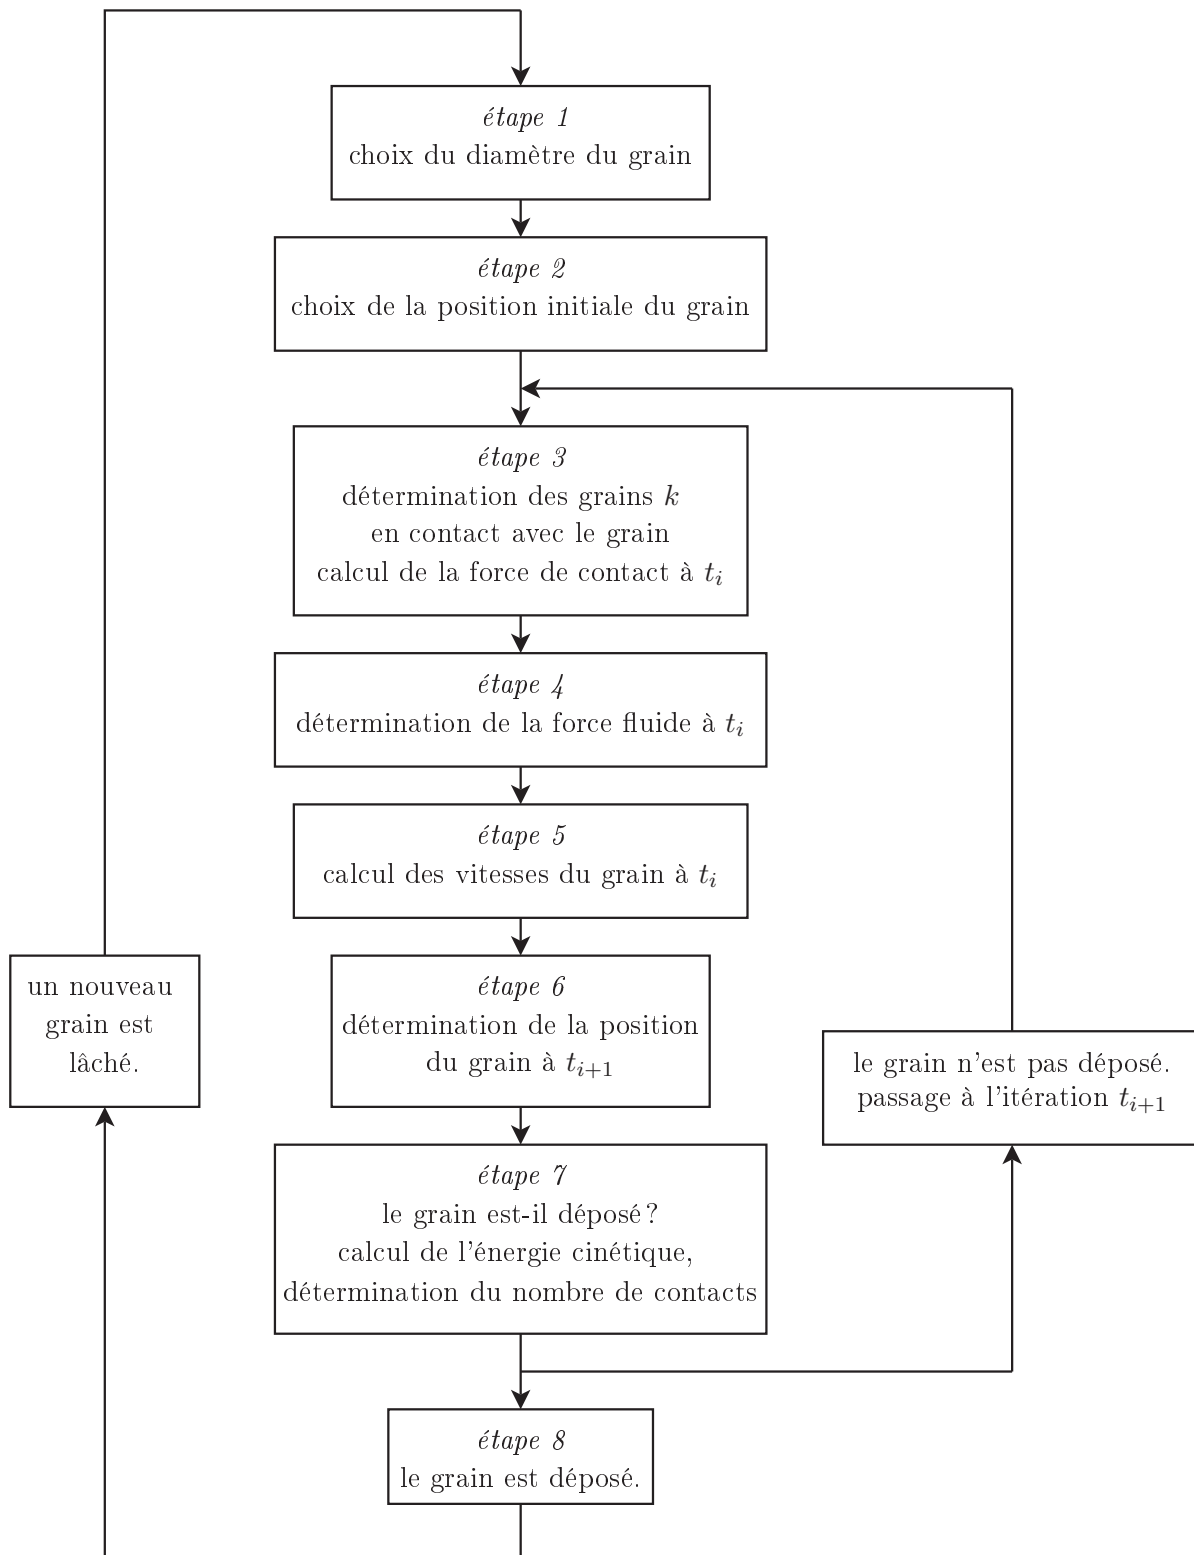 étape 1
choix du diamètre du grain
étape 2
choix de la position initiale du grain
étape 3
détermination des grains k
en contact avec le grain
calcul de la force de contact à t_i
étape 4
détermination de la force fluide à t_i
étape 5
calcul des vitesses du grain à t_i
étape 6
détermination de la position
du grain à t_{i+1}
étape 7
le grain est-il déposé ?
calcul de l'énergie cinétique,
détermination du nombre de contacts
étape 8
le grain est déposé.
un nouveau
grain est
lâché.
le grain n'est pas déposé.
passage à l'itération t_{i+1}